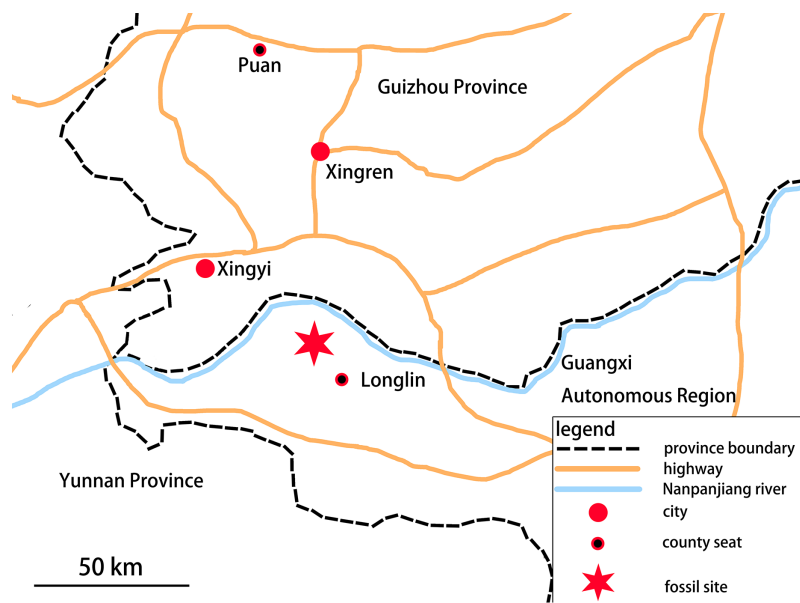 Puan
Guizhou Province
Xingren
Xingyi
Longlin
Guangxi
Autonomous Region
Yunnan Province
50 km
legend
province boundary
highway
Nanpanjiang river
city
county seat
fossil site